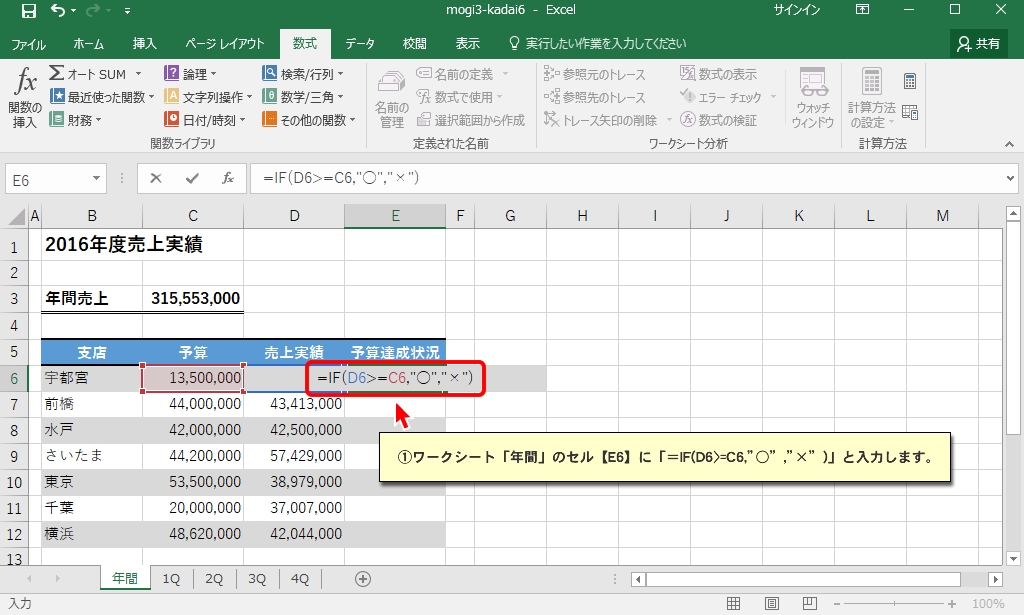 mogi3-kadai6 - Excel
サインイン
ファイル ホーム 挿入 ページ レイアウト 数式 データ 校閲 表示 実行したい作業を入力してください 共有
fx
関数の
挿入
Σ オート SUM
最近使った関数
財務
論理
文字列操作
日付/時刻
検索/行列
数学/三角
その他の関数
関数ライブラリ
名前の
管理
名前の定義
数式で使用
選択範囲から作成
定義された名前
参照元のトレース
参照先のトレース
トレース矢印の削除
数式の表示
エラー チェック
数式の検証
ウォッチ
ウィンドウ
ワークシート分析
計算方法
の設定
計算方法
E6 fx =IF(D6>=C6,"〇","×")
A B C D E F G H I J K L M
1 2016年度売上実績
2
3 年間売上 315,553,000
4
5 支店 予算 売上実績 予算達成状況
6 宇都宮 13,500,000 =IF(D6>=C6,"〇","×")
7 前橋 44,000,000 43,413,000
8 水戸 42,000,000 42,500,000
9 さいたま 44,200,000 57,429,000
10 東京 53,500,000 38,979,000
11 千葉 20,000,000 37,007,000
12 横浜 48,620,000 42,044,000
13
①ワークシート「年間」のセル【E6】に「=IF(D6>=C6,”〇”,”×”)」と入力します。
年間 1Q 2Q 3Q 4Q
入力
100%